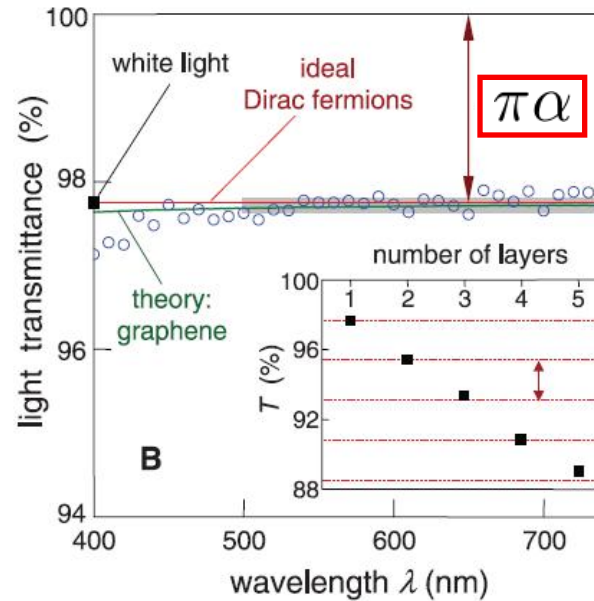 100
white light
ideal
Dirac fermions
πα
98
light transmittance (%)
theory:
graphene
number of layers
1 2 3 4 5
100
96
T (%)
92
88
96
B
94
400 500 600 700
wavelength λ (nm)